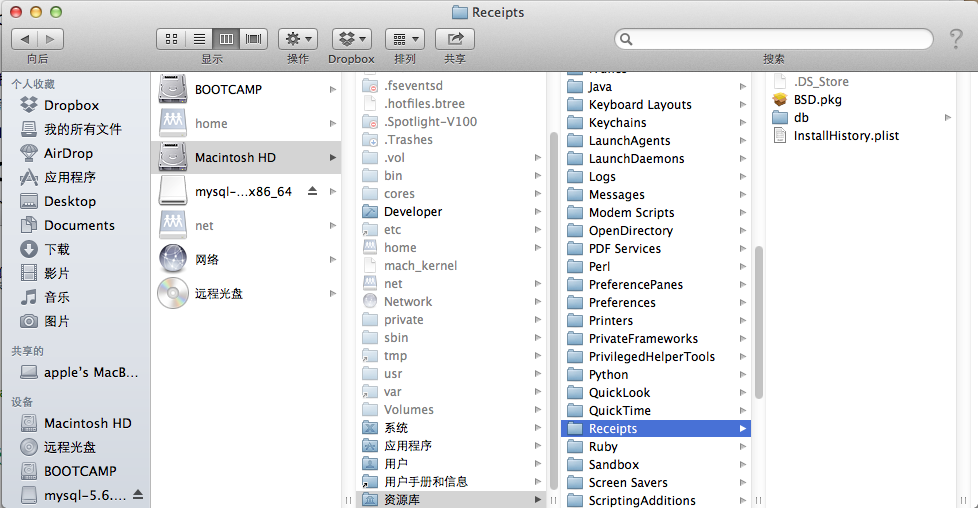 Receipts
向后
显示
操作
Dropbox
排列
共享
搜索
个人收藏
Dropbox
我的所有文件
AirDrop
应用程序
Desktop
Documents
下载
影片
音乐
图片
共享的
apple's MacB...
设备
Macintosh HD
远程光盘
BOOTCAMP
mysql-5.6....
BOOTCAMP
home
Macintosh HD
mysql-...x86_64
net
网络
远程光盘
.fseventsd
.hotfiles.btree
.Spotlight-V100
.Trashes
.vol
bin
cores
Developer
etc
home
mach_kernel
net
Network
private
sbin
tmp
usr
var
Volumes
系统
应用程序
用户
用户手册和信息
资源库
Java
Keyboard Layouts
Keychains
LaunchAgents
LaunchDaemons
Logs
Messages
Modem Scripts
OpenDirectory
PDF Services
Perl
PreferencePanes
Preferences
Printers
PrivateFrameworks
PrivilegedHelperTools
Python
QuickLook
QuickTime
Receipts
Ruby
Sandbox
Screen Savers
ScriptingAdditions
.DS_Store
BSD.pkg
db
InstallHistory.plist